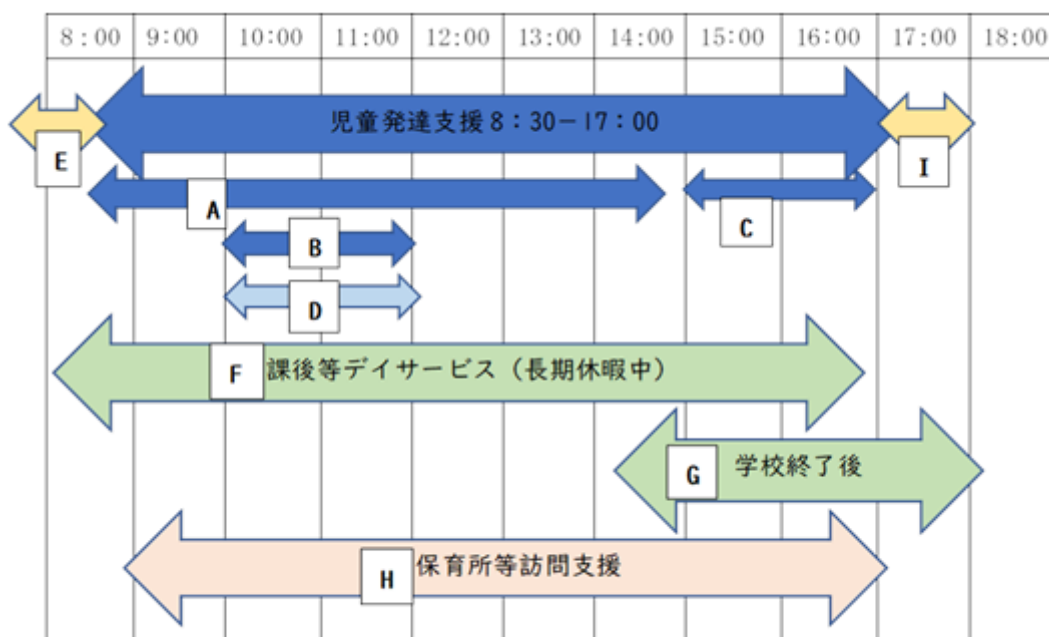 8：00 9:00 10:00 11:00 12:00 13:00 14:00 15:00 16:00 17:00 18:00
児童発達支援8：30－17：00
E
I
A
C
B
D
F 課後等デイサービス（長期休暇中）
G 学校終了後
H 保育所等訪問支援